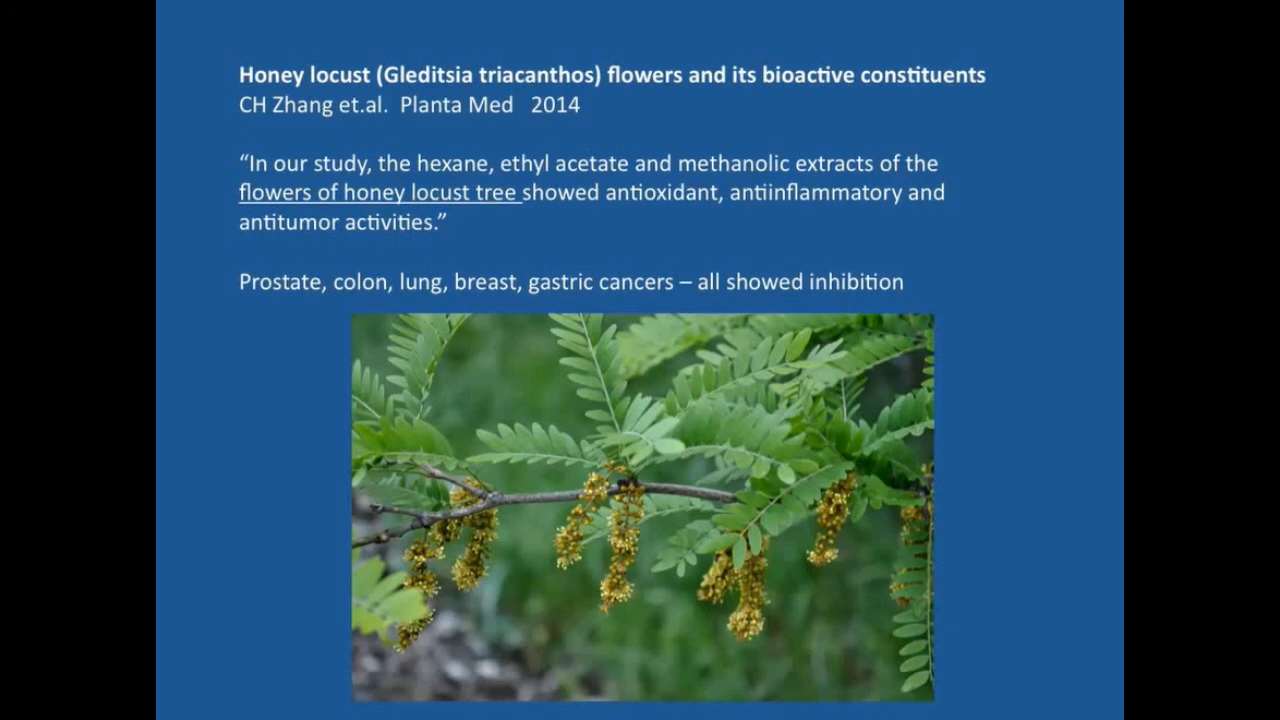 Honey locust (Gleditsia triacanthos) flowers and its bioactive constituents
CH Zhang et.al. Planta Med 2014
“In our study, the hexane, ethyl acetate and methanolic extracts of the
flowers of honey locust tree showed antioxidant, antiinflammatory and
antitumor activities.”
Prostate, colon, lung, breast, gastric cancers – all showed inhibition